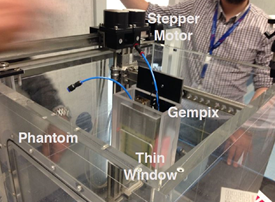 Stepper
Motor
Gempix
Phantom
Thin
Window